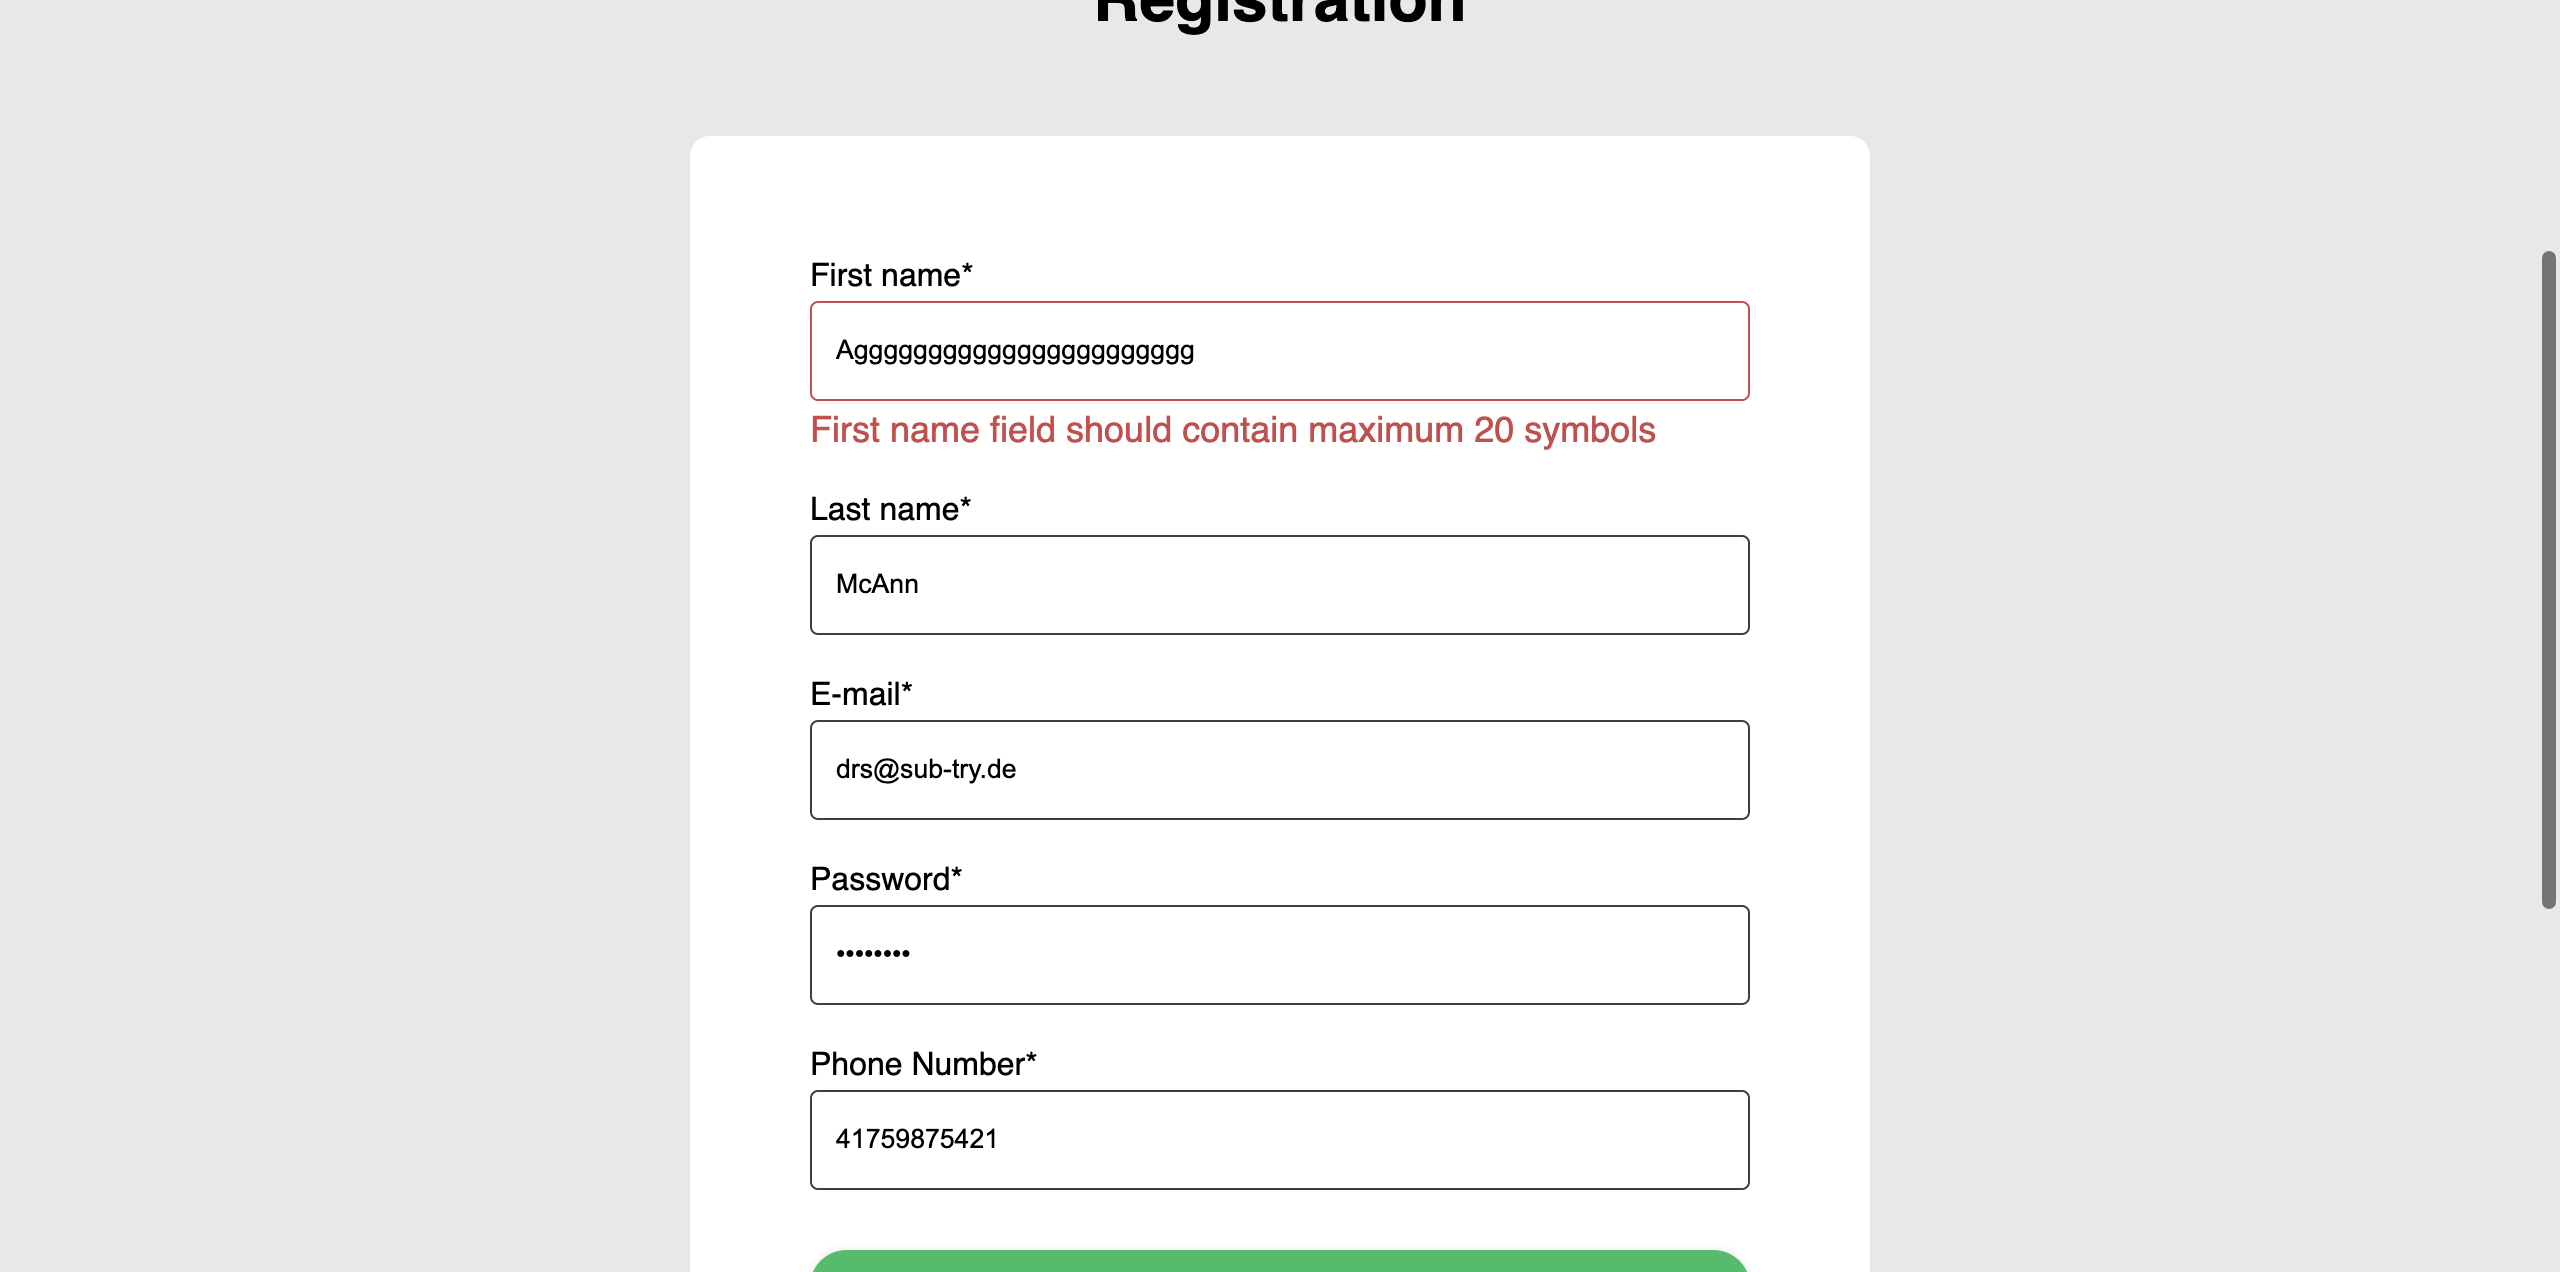 Registration
First name*
Aggggggggggggggggggggggg
First name field should contain maximum 20 symbols
Last name*
McAnn
E-mail*
drs@sub-try.de
Password*
••••••••
Phone Number*
41759875421